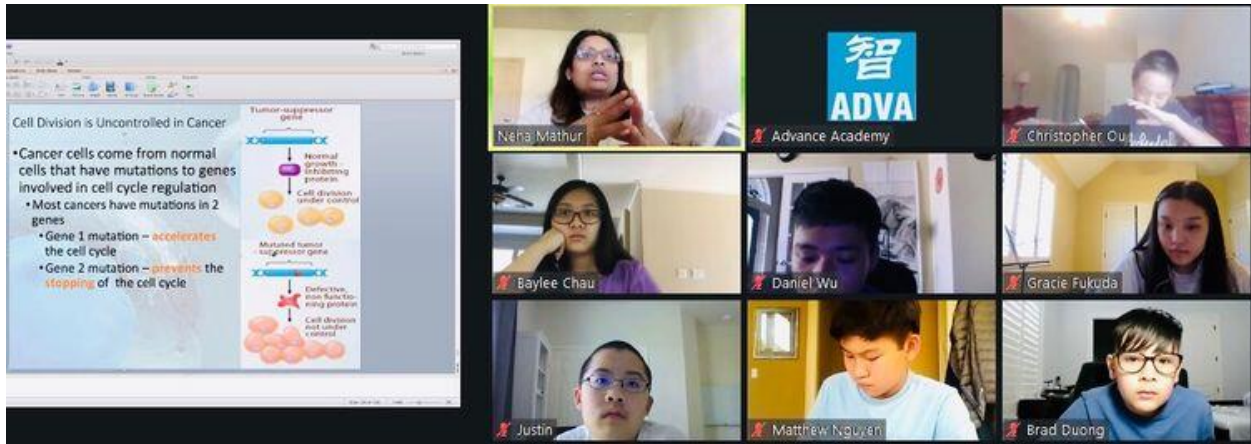 Cell Division is Uncontrolled in Cancer
•Cancer cells come from normal
cells that have mutations to genes
involved in cell cycle regulation
•Most cancers have mutations in 2
genes
•Gene 1 mutation – accelerates
the cell cycle
•Gene 2 mutation – prevents the
stopping of the cell cycle
Tumor-suppressor
gene
Normal
growth-
inhibiting
protein
Cell division
under control
Mutated tumor
-suppressor gene
Defective,
non functio-
ning protein
Cell division
not under
control
Neha Mathur
智
ADVA
Advance Academy
Christopher Ou
Baylee Chau
Daniel Wu
Gracie Fukuda
Justin
Matthew Nguyen
Brad Duong